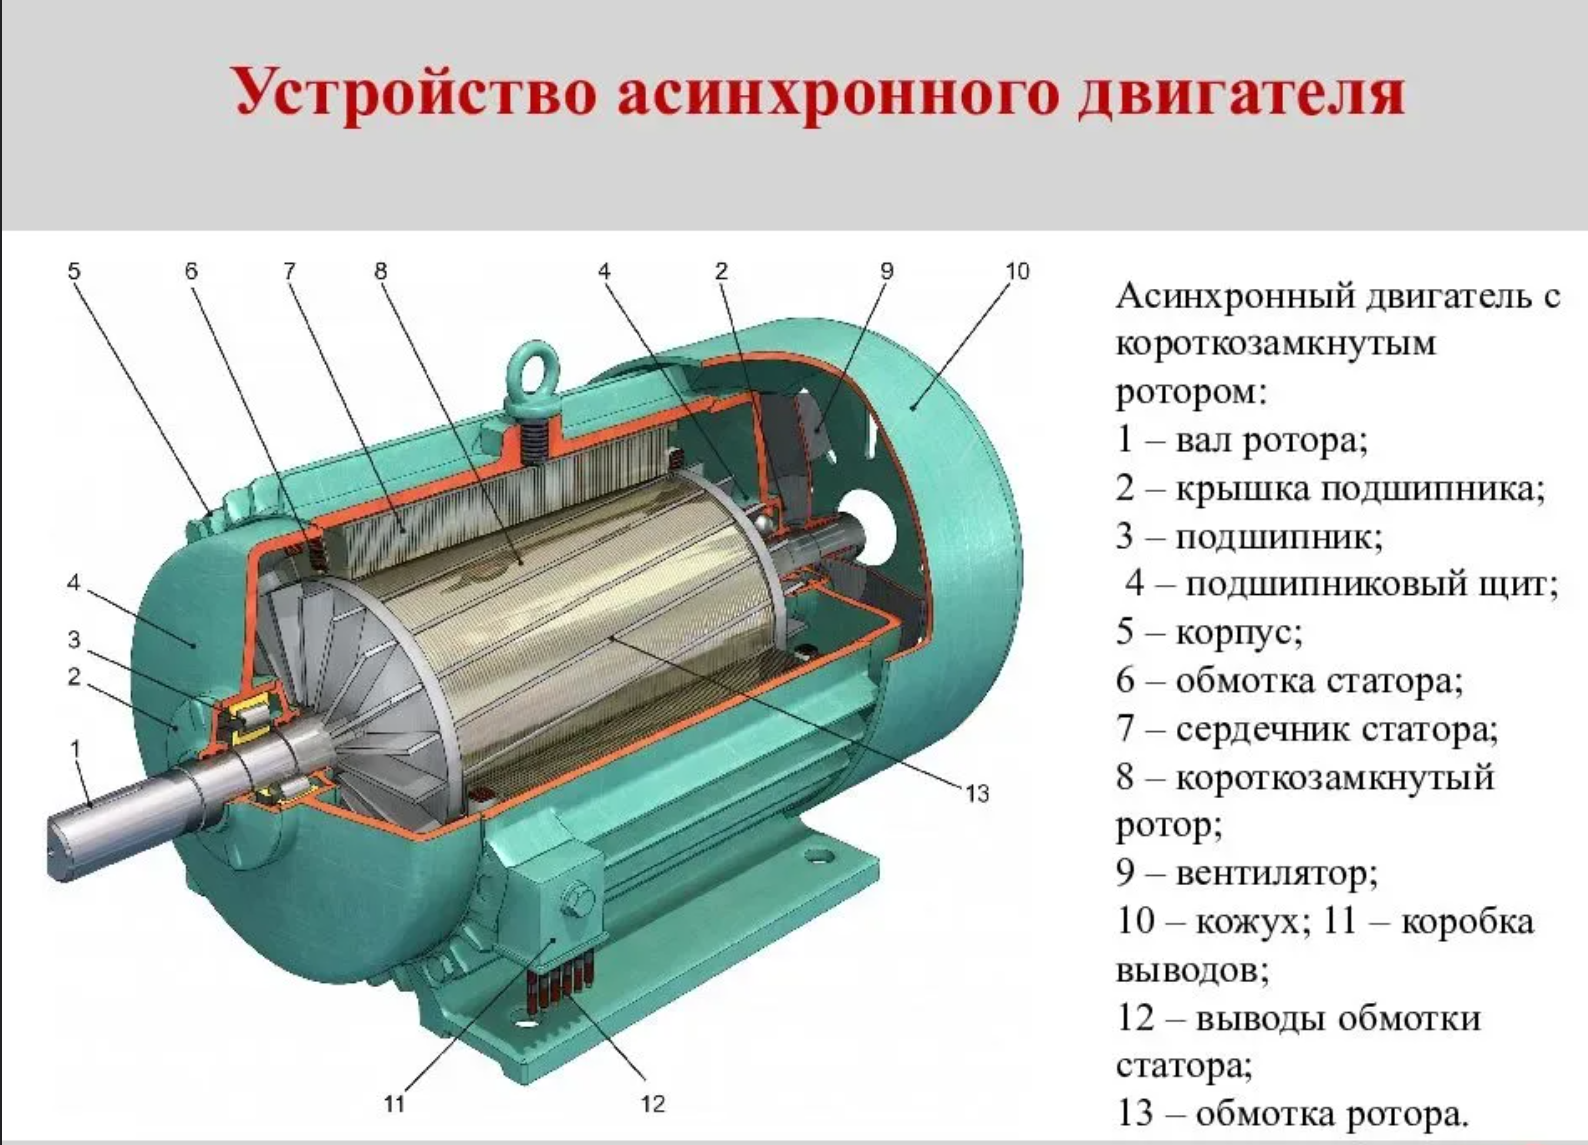 Устройство асинхронного двигателя
5 6 7 8 4 2 9 10
4
3
2
1
13
11 12
Асинхронный двигатель с
короткозамкнутым
ротором:
1 – вал ротора;
2 – крышка подшипника;
3 – подшипник;
4 – подшипниковый щит;
5 – корпус;
6 – обмотка статора;
7 – сердечник статора;
8 – короткозамкнутый
ротор;
9 – вентилятор;
10 – кожух; 11 – коробка
выводов;
12 – выводы обмотки
статора;
13 – обмотка ротора.